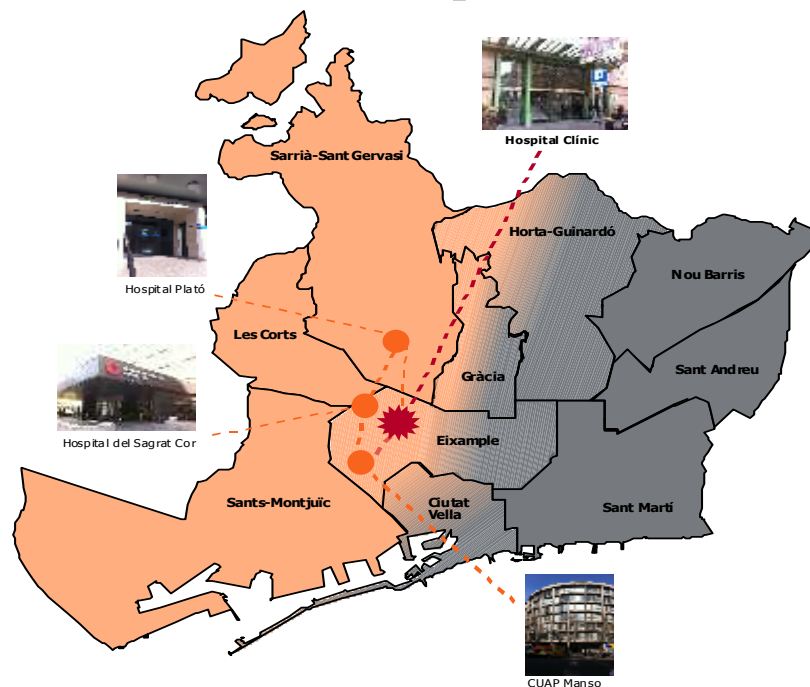 Hospital Clínic
Sarrià-Sant Gervasi
Horta-Guinardó
Nou Barris
Hospital Plató
Les Corts
Sant Andreu
Gràcia
Hospital del Sagrat Cor
Eixample
Sants-Montjuïc
Ciutat
Vella
Sant Martí
CUAP Manso